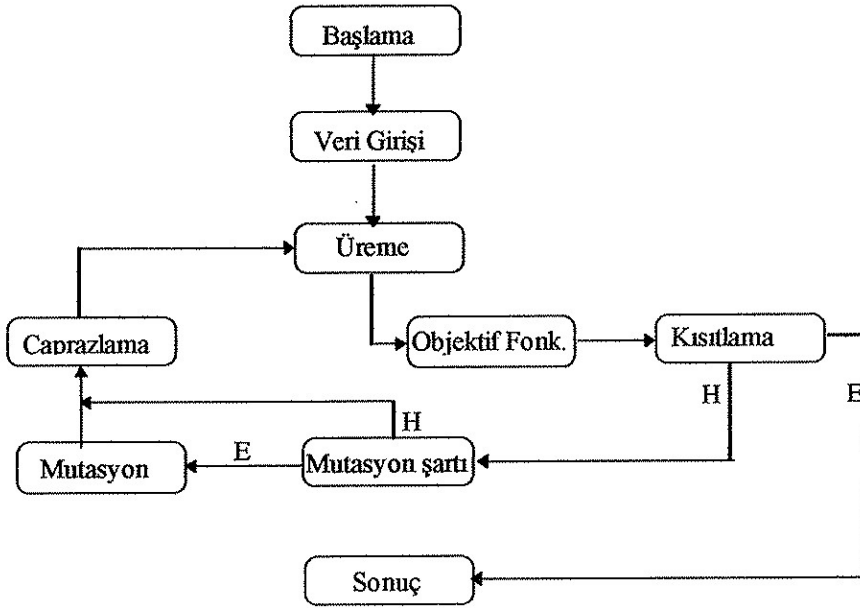 Başlama
Veri Girişi
Üreme
Objektif Fonk.
Kısıtlama
Caprazlama
H
E
H
Mutasyon şartı
E
Mutasyon
Sonuç